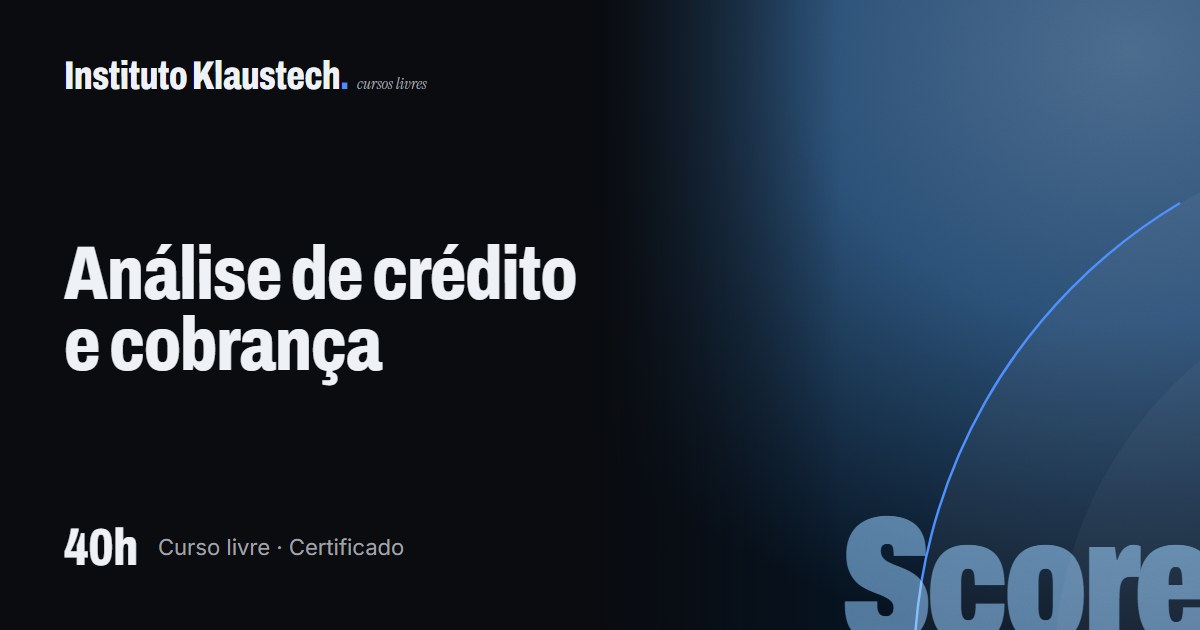 Instituto Klaustech. cursos livres
Análise de crédito
e cobrança
40h Curso livre · Certificado
Score